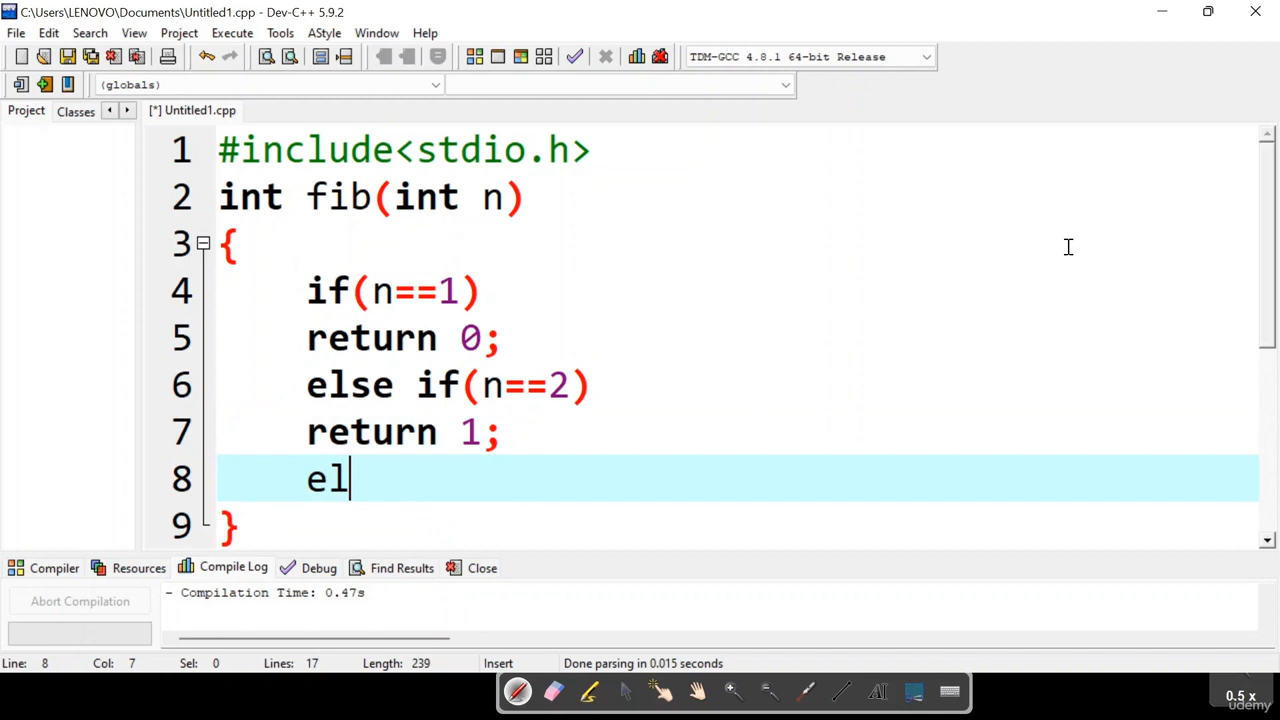 C:\Users\LENOVO\Documents\Untitled1.cpp - Dev-C++ 5.9.2
File Edit Search View Project Execute Tools AStyle Window Help
TDM-GCC 4.8.1 64-bit Release
(globals)
Project Classes [*] Untitled1.cpp
1 #include<stdio.h>
2 int fib(int n)
3 {
4 if(n==1)
5 return 0;
6 else if(n==2)
7 return 1;
8 el
9 }
Compiler Resources Compile Log Debug Find Results Close
Abort Compilation
- Compilation Time: 0.47s
Line: 8 Col: 7 Sel: 0 Lines: 17 Length: 239 Insert Done parsing in 0.015 seconds
AI
0.5 x
udemy